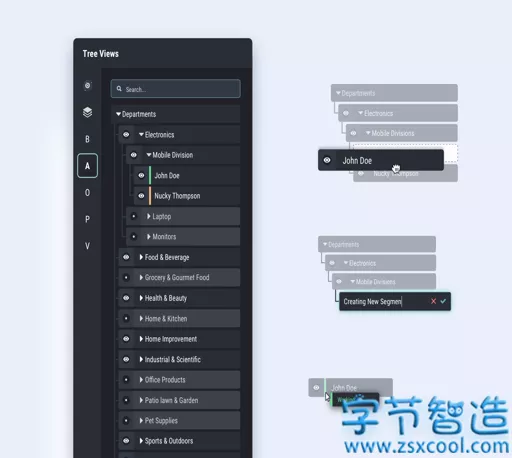 Tree Views
Search...
B
A
O
P
V
Departments
Electronics
Mobile Division
John Doe
Nucky Thompson
Laptop
Monitors
Food & Beverage
Grocery & Gourmet Food
Health & Beauty
Home & Kitchen
Home Improvement
Industrial & Scientific
Office Products
Patio lawn & Garden
Pet Supplies
Sports & Outdoors
Departments
Electronics
Mobile Divisions
John Doe
Nucky Thompson
Departments
Electronics
Mobile Divisions
Creating New Segmen
John Doe
字节智造
www.zsxcool.com